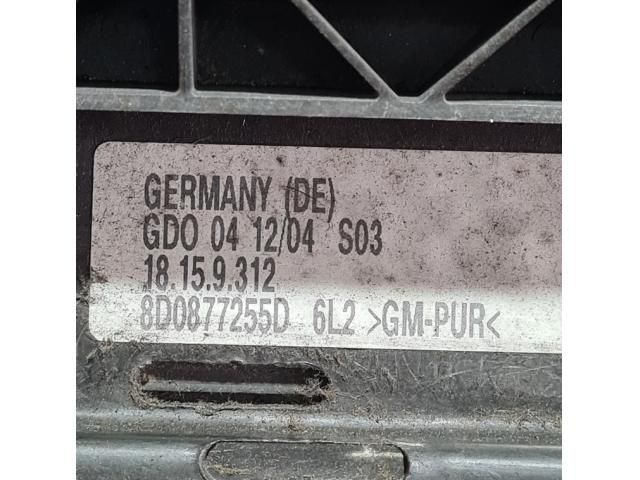 GERMANY (DE)
GDO 04 12/04 S03
18.15.9.312
8D0877255D 6L2 >GM-PUR<